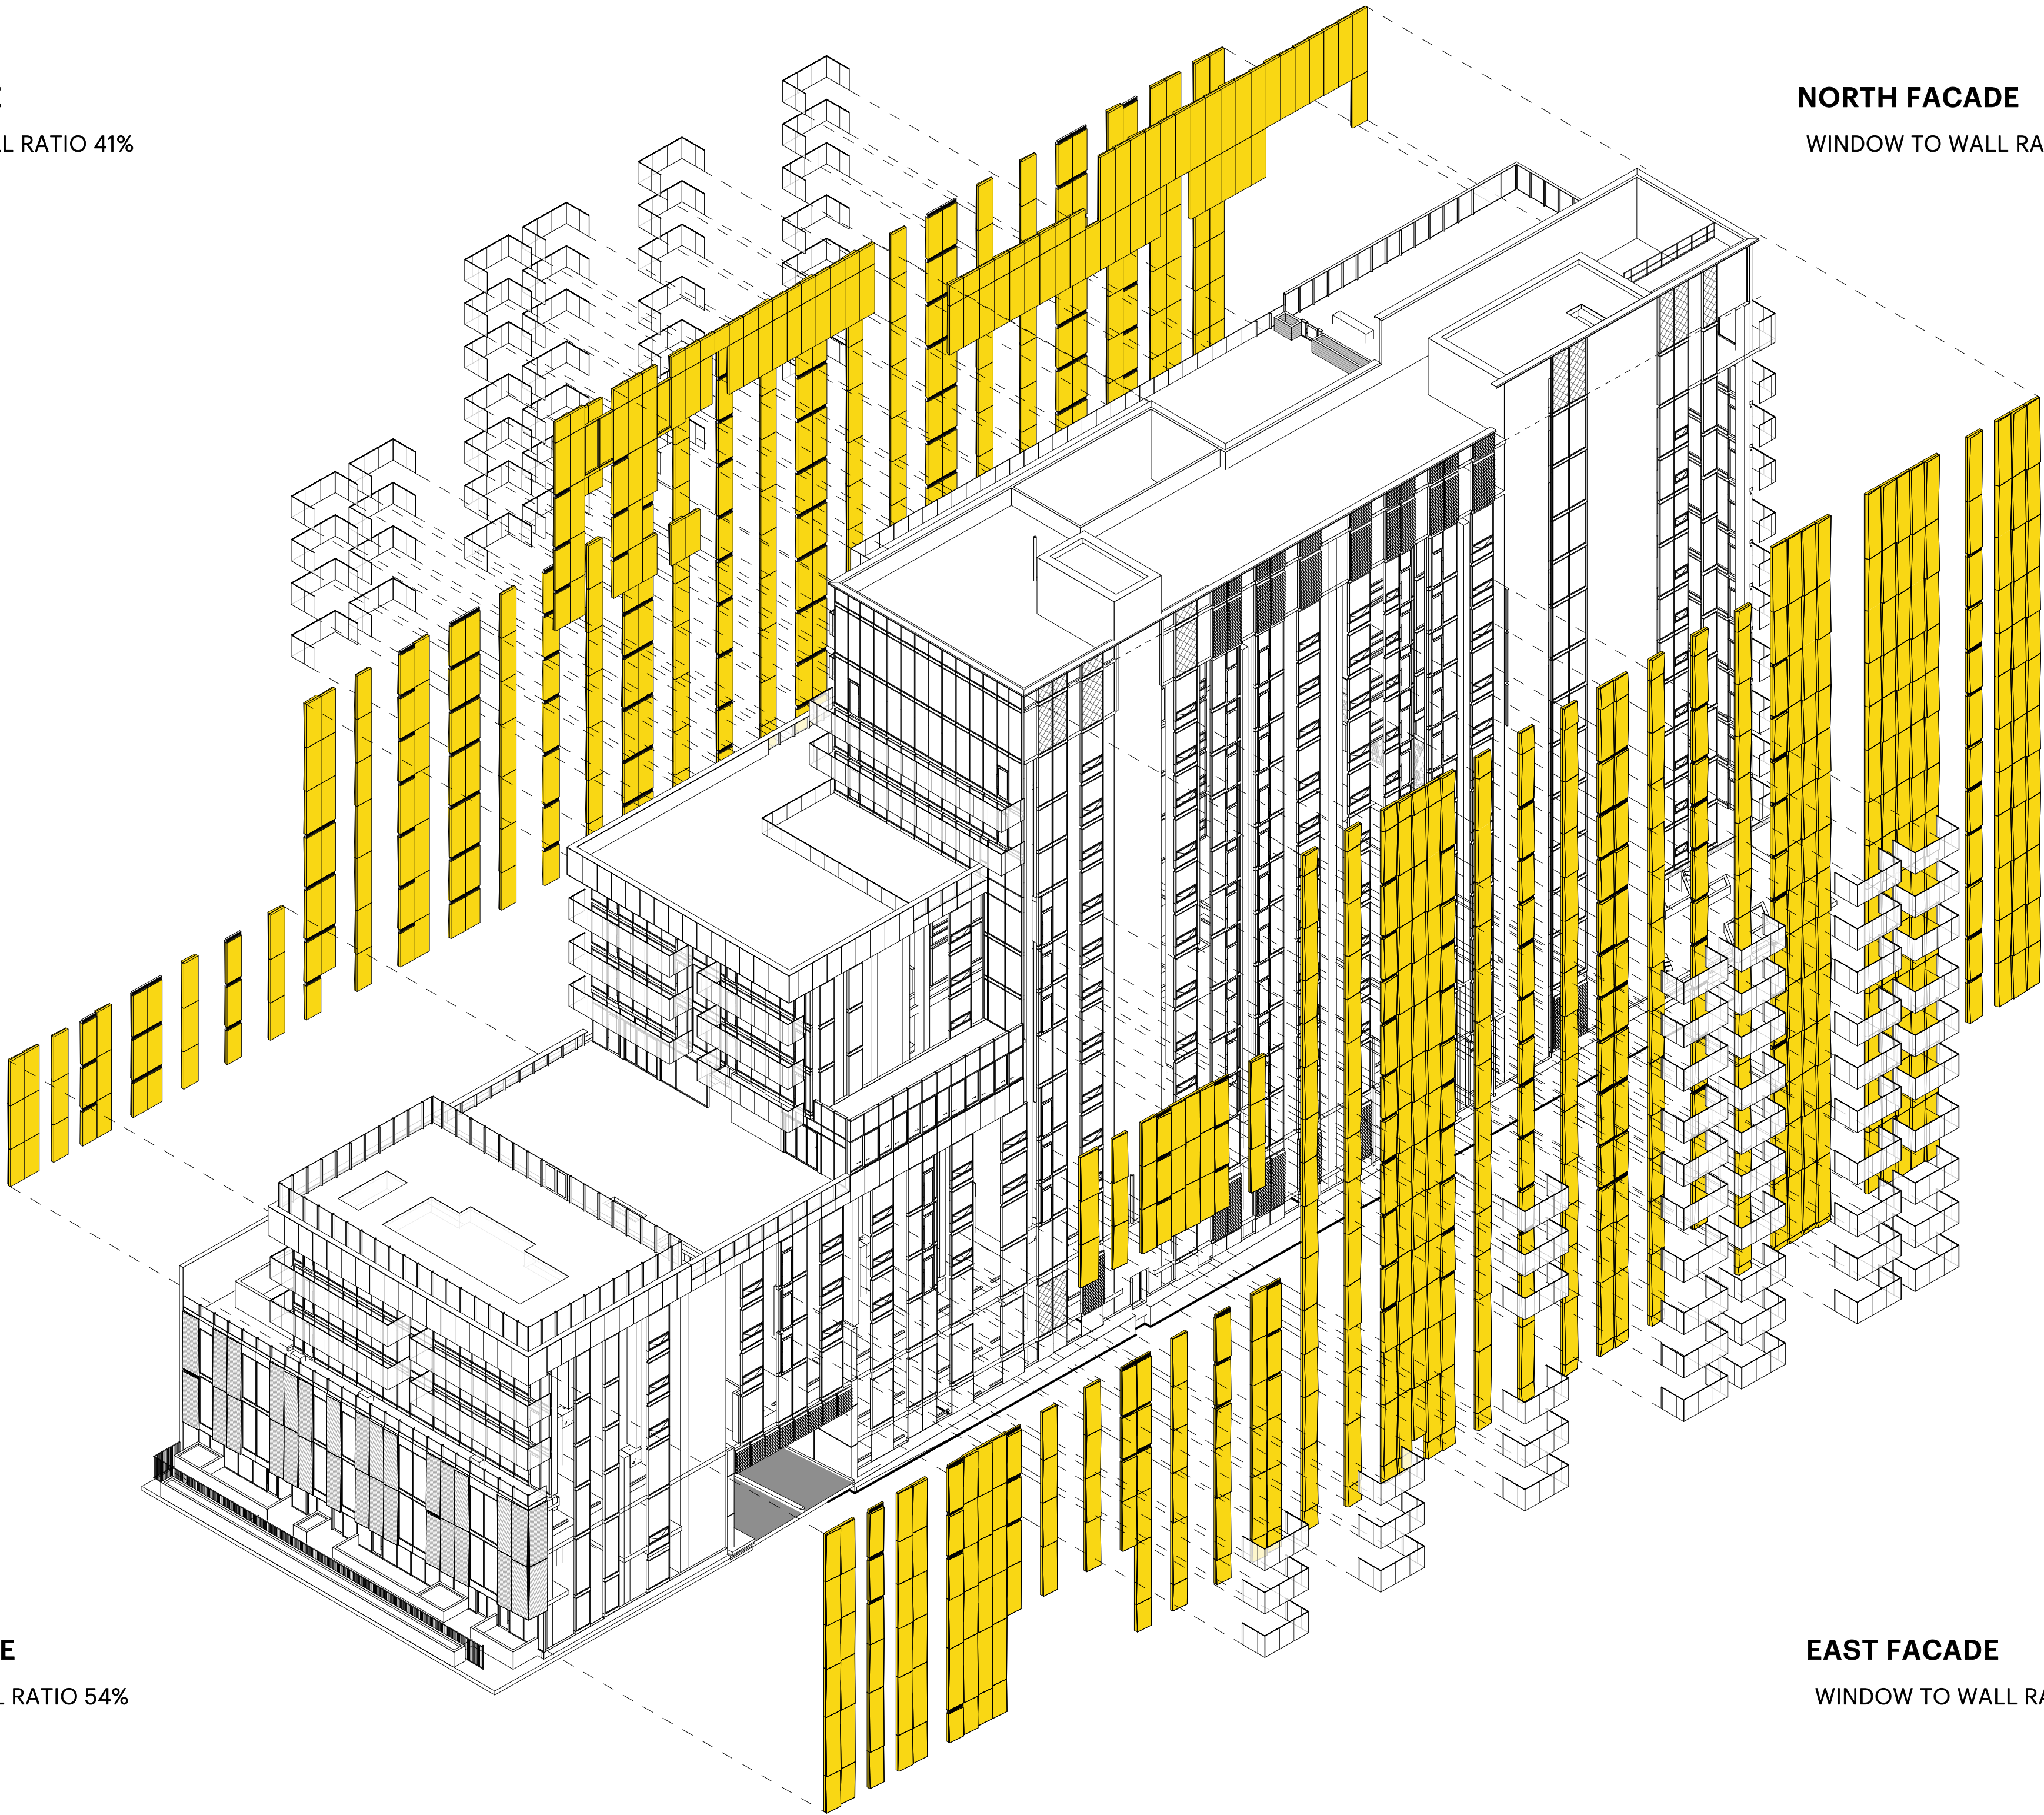 E
NORTH FACADE
L RATIO 41%
WINDOW TO WALL RA
E
EAST FACADE
L RATIO 54%
WINDOW TO WALL RA